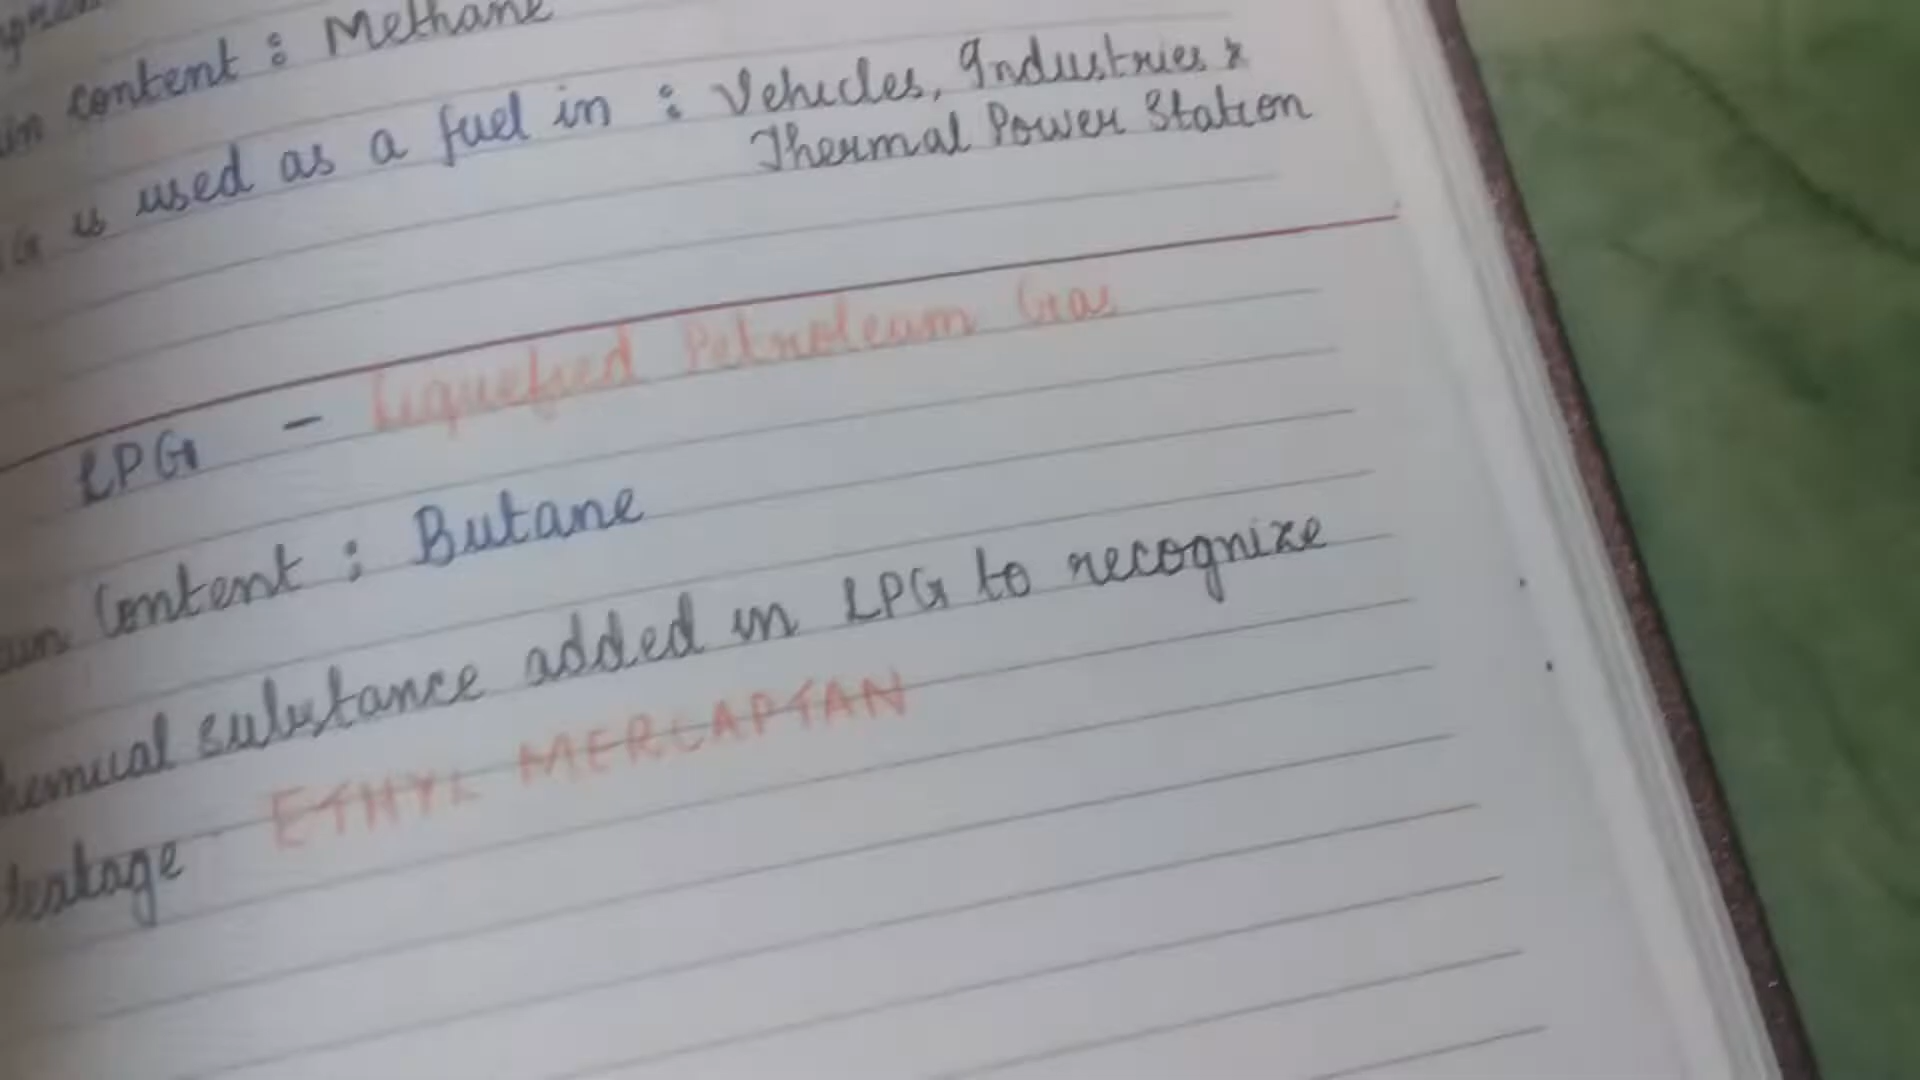 content : Methane
is used as a fuel in : Vehicles, Industries &
Thermal Power Station
LPG - Liquefied Petroleum Gas
Content : Butane
substance added in LPG to recognize
leakage ETHYL MERCAPTAN